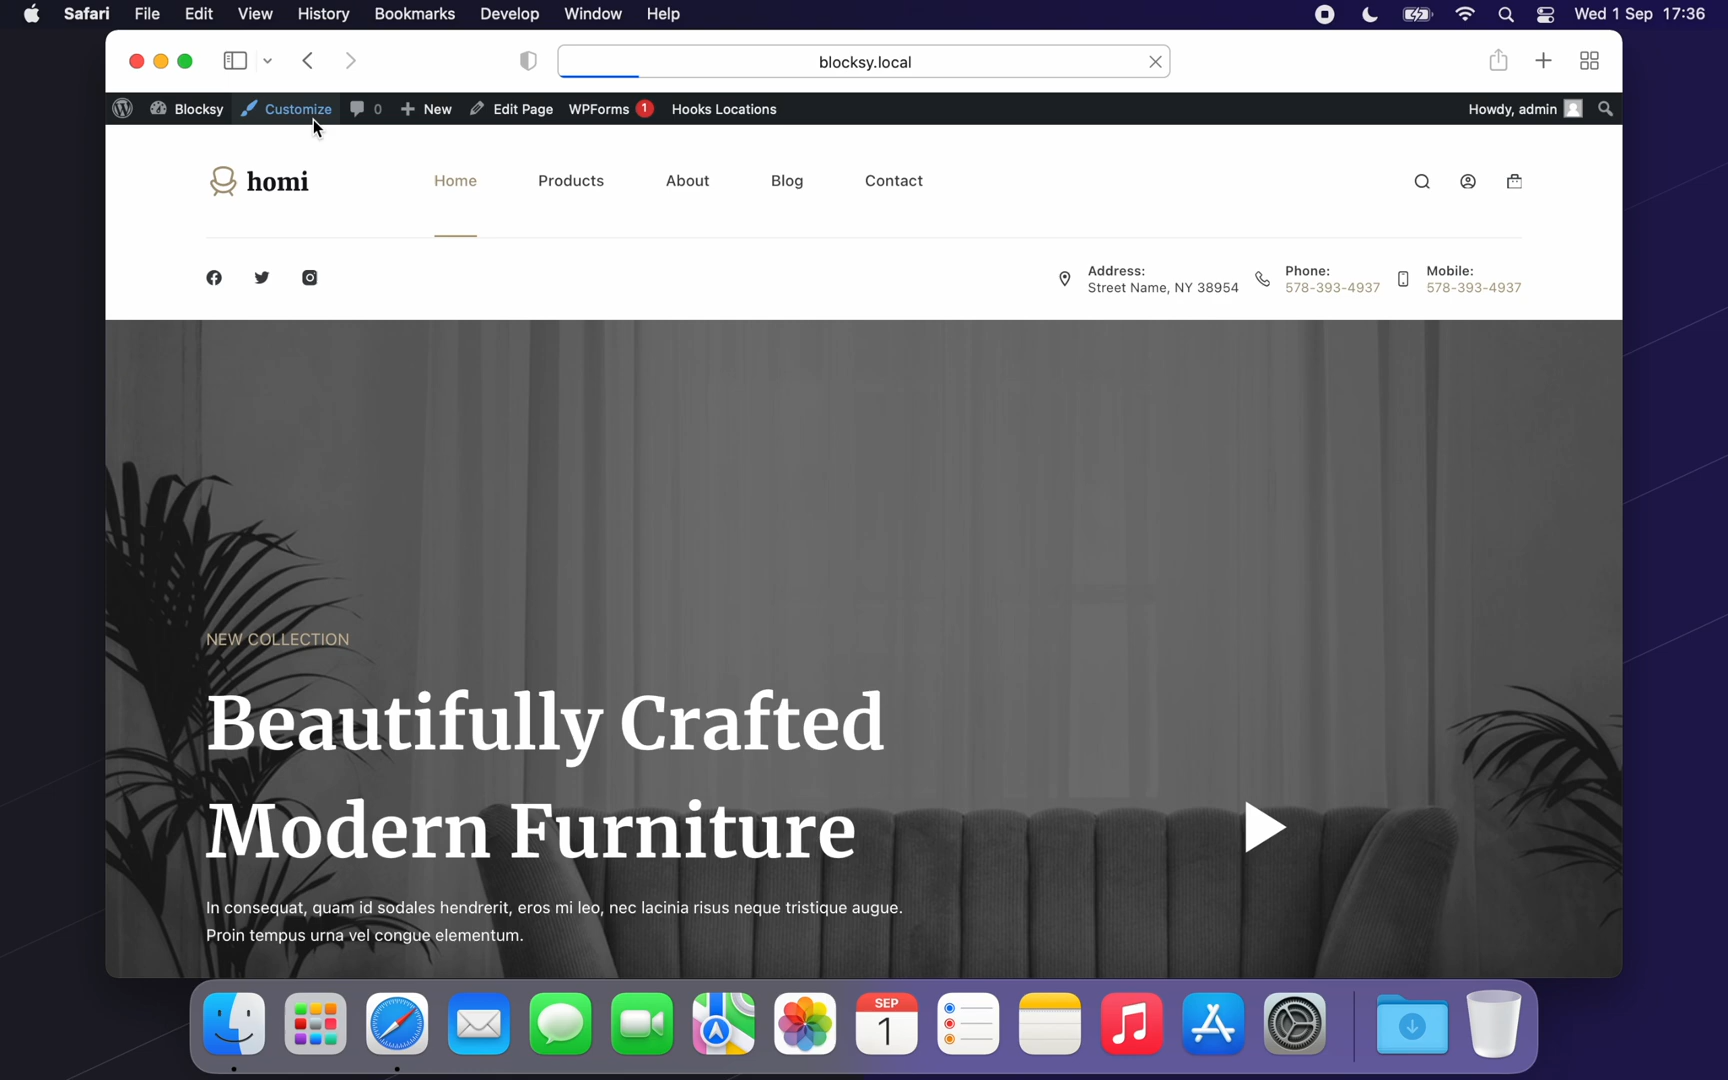 Safari File Edit View History Bookmarks Develop Window Help Wed 1 Sep 17:36
blocksy.local
Blocksy Customize 0 New Edit Page WPForms 1 Hooks Locations Howdy, admin
homi Home Products About Blog Contact
Address: Phone: Mobile:
Street Name, NY 38954 578-393-4937 578-393-4937
NEW COLLECTION
Beautifully Crafted
Modern Furniture
In consequat, quam id sodales hendrerit, eros mi leo, nec lacinia risus neque tristique augue.
Proin tempus urna vel congue elementum.
SEP
1